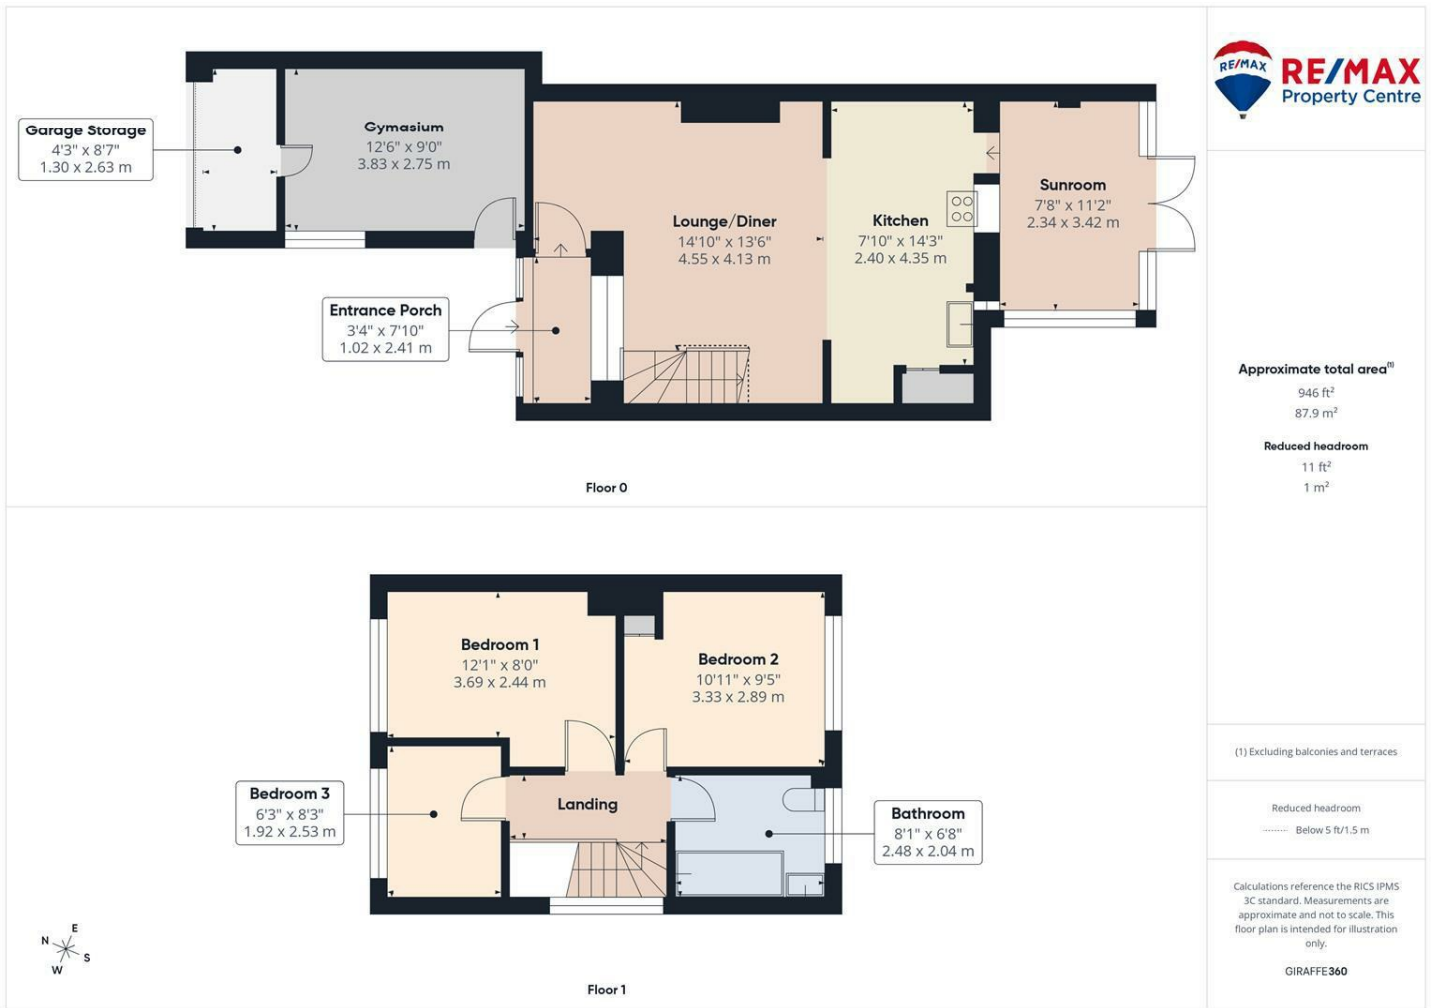 Garage Storage
4'3" x 8'7"
1.30 x 2.63 m
Gymasium
12'6" x 9'0"
3.83 x 2.75 m
Entrance Porch
3'4" x 7'10"
1.02 x 2.41 m
Lounge/Diner
14'10" x 13'6"
4.55 x 4.13 m
Kitchen
7'10" x 14'3"
2.40 x 4.35 m
Sunroom
7'8" x 11'2"
2.34 x 3.42 m
Floor 0
Bedroom 1
12'1" x 8'0"
3.69 x 2.44 m
Bedroom 2
10'11" x 9'5"
3.33 x 2.89 m
Bedroom 3
6'3" x 8'3"
1.92 x 2.53 m
Landing
Bathroom
8'1" x 6'8"
2.48 x 2.04 m
E
N
S
W
Floor 1
RE/MAX
RE/MAX
Property Centre
Approximate total area(1)
946 ft²
87.9 m²
Reduced headroom
11 ft²
1 m²
(1) Excluding balconies and terraces
Reduced headroom
Below 5 ft/1.5 m
Calculations reference the RICS IPMS
3C standard. Measurements are
approximate and not to scale. This
floor plan is intended for illustration
only.
GIRAFFE360